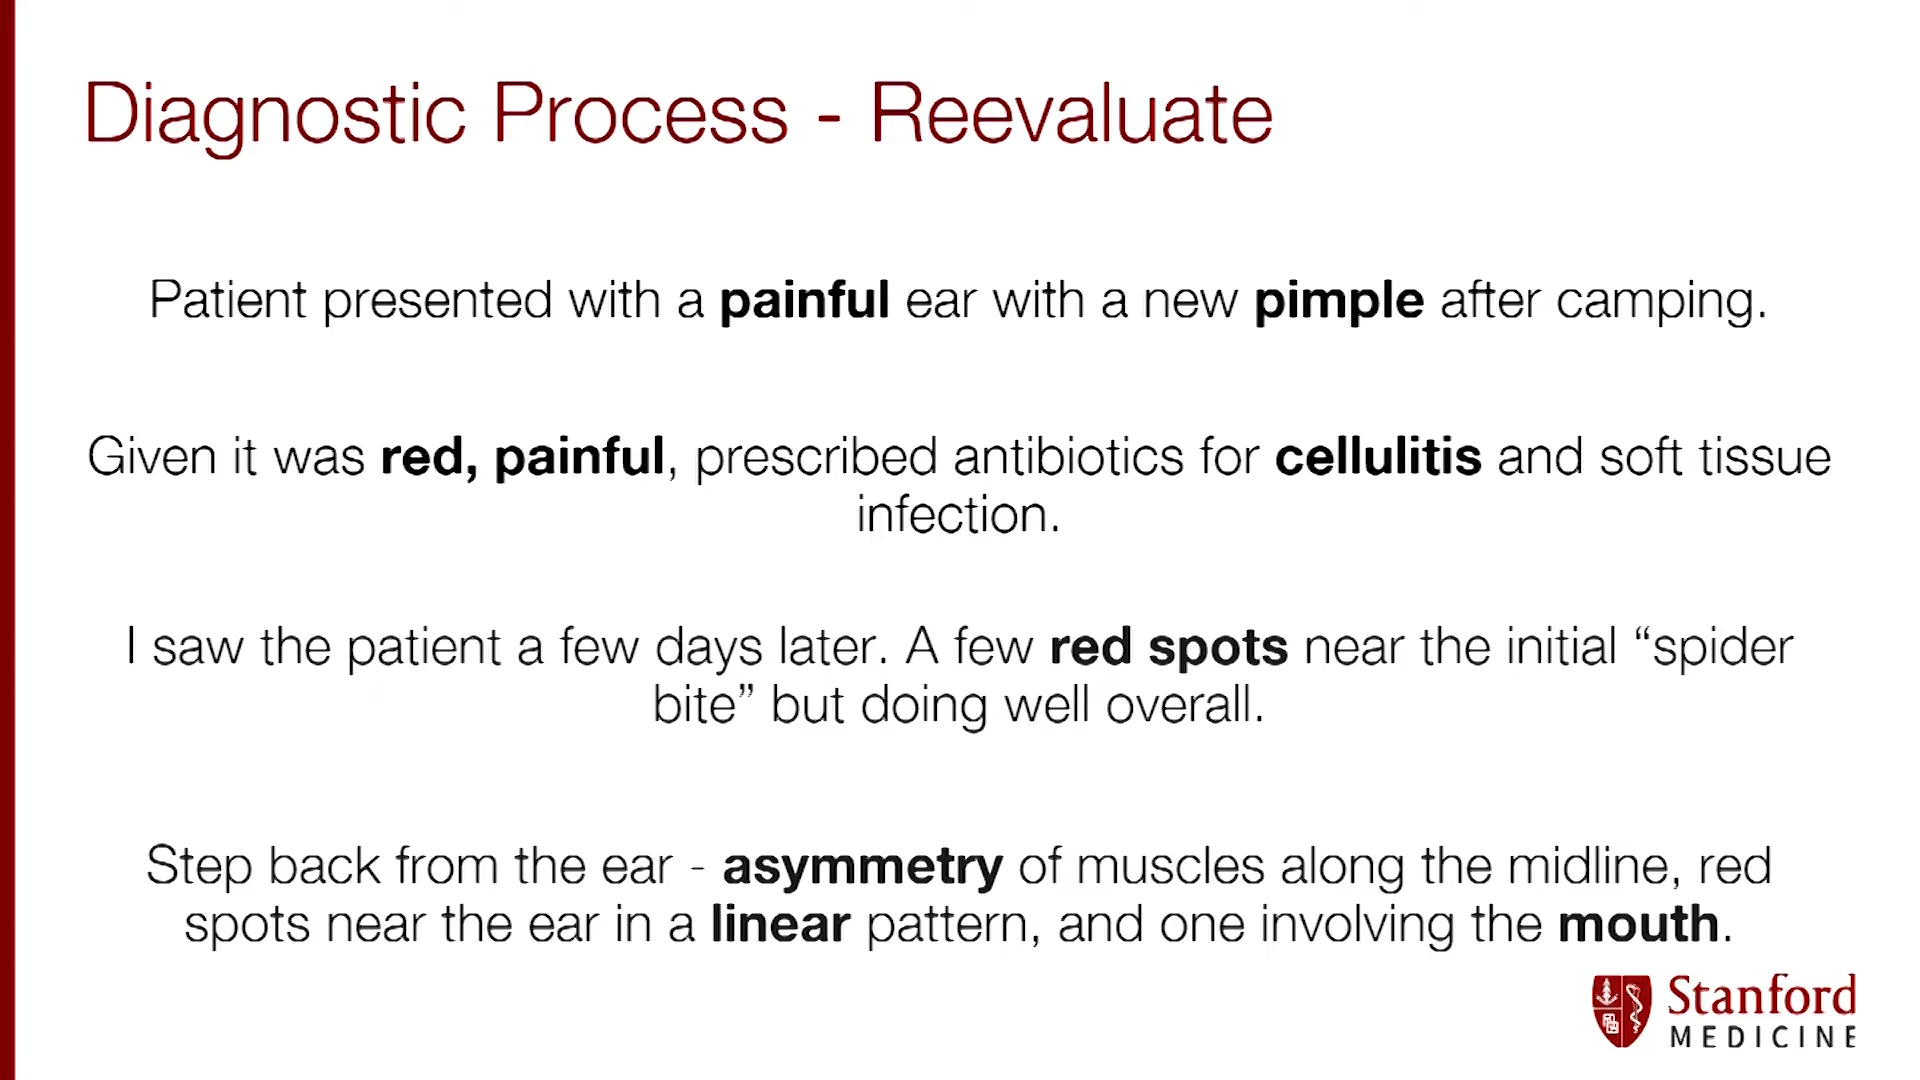 Diagnostic Process - Reevaluate
Patient presented with a painful ear with a new pimple after camping.
Given it was red, painful, prescribed antibiotics for cellulitis and soft tissue
infection.
I saw the patient a few days later. A few red spots near the initial “spider
bite” but doing well overall.
Step back from the ear - asymmetry of muscles along the midline, red
spots near the ear in a linear pattern, and one involving the mouth.
Stanford
MEDICINE